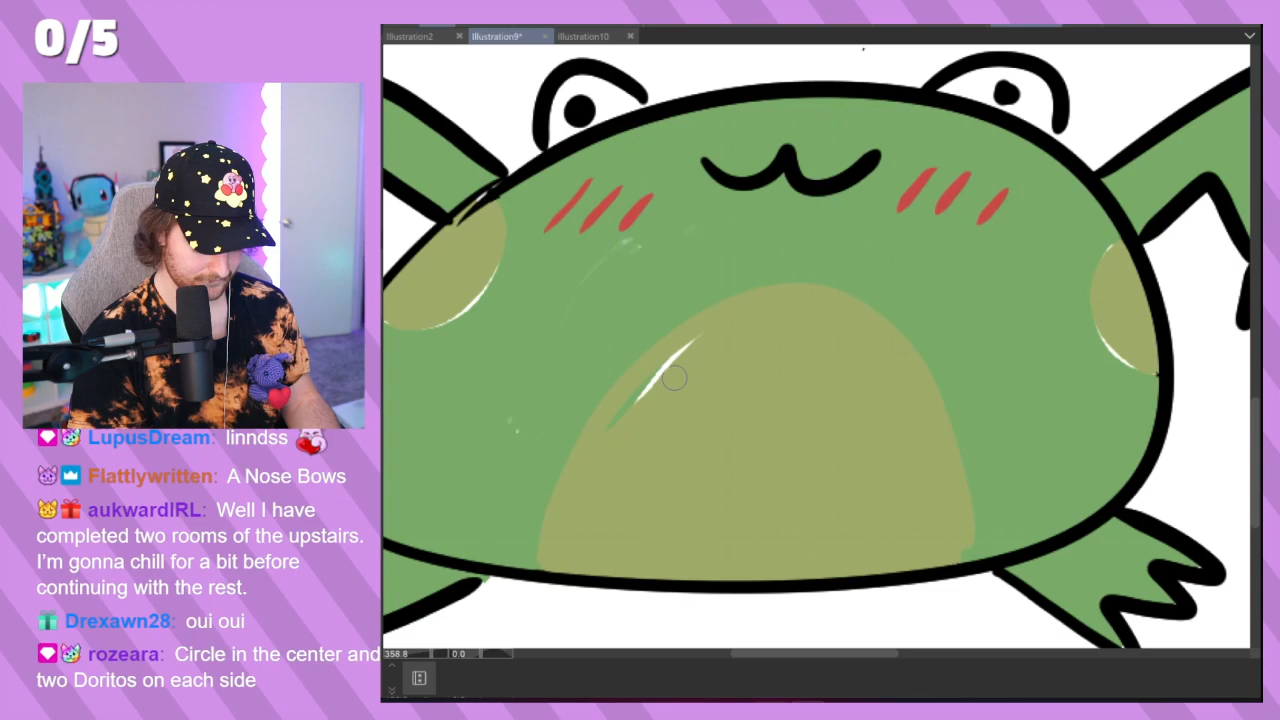 0/5
Illustration2
Illustration9*
Illustration10
LupusDream: linndss
Flattlywritten: A Nose Bows
aukwardIRL: Well I have
completed two rooms of the upstairs.
I'm gonna chill for a bit before
continuing with the rest.
Drexawn28: oui oui
rozeara: Circle in the center and
two Doritos on each side
358.6
0.0